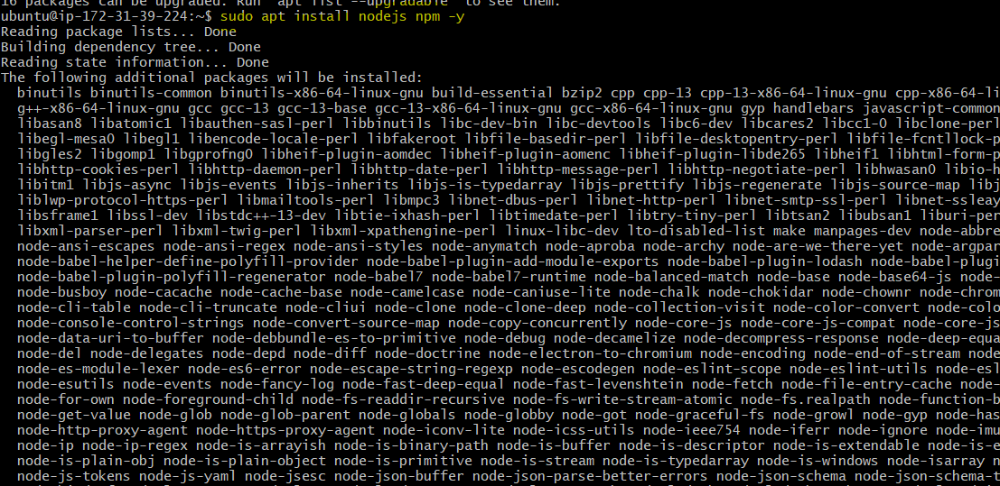 16 packages can be upgraded. Run 'apt list --upgradable' to see them.
ubuntu@ip-172-31-39-224:~$ sudo apt install nodejs npm -y
Reading package lists... Done
Building dependency tree... Done
Reading state information... Done
The following additional packages will be installed:
binutils binutils-common binutils-x86-64-linux-gnu build-essential bzip2 cpp cpp-13 cpp-13-x86-64-linux-gnu cpp-x86-64-li
g++-x86-64-linux-gnu gcc gcc-13 gcc-13-base gcc-13-x86-64-linux-gnu gcc-x86-64-linux-gnu gyp handlebars javascript-common
libasan8 libatomic1 libauthen-sasl-perl libbinutils libc-dev-bin libc-devtools libc6-dev libcares2 libcc1-0 libclone-perl
libegl-mesa0 libegl1 libencode-locale-perl libfakeroot libfile-basedir-perl libfile-desktopentry-perl libfile-fcntllock-p
libgles2 libgomp1 libgprofng0 libheif-plugin-aomdec libheif-plugin-aomenc libheif-plugin-libde265 libheif1 libhtml-form-p
libhttp-cookies-perl libhttp-daemon-perl libhttp-date-perl libhttp-message-perl libhttp-negotiate-perl libhwasan0 libio-h
libitm1 libjs-async libjs-events libjs-inherits libjs-is-typedarray libjs-prettify libjs-regenerate libjs-source-map libj
liblwp-protocol-https-perl libmailtools-perl libmpc3 libnet-dbus-perl libnet-http-perl libnet-smtp-ssl-perl libnet-ssleay
libsframe1 libssl-dev libstdc++-13-dev libtie-ixhash-perl libtimedate-perl libtry-tiny-perl libtsan2 libubsan1 liburi-per
libxml-parser-perl libxml-twig-perl libxml-xpathengine-perl linux-libc-dev lto-disabled-list make manpages-dev node-abbre
node-ansi-escapes node-ansi-regex node-ansi-styles node-anymatch node-aproba node-archy node-are-we-there-yet node-argpar
node-babel-helper-define-polyfill-provider node-babel-plugin-add-module-exports node-babel-plugin-lodash node-babel-plugi
node-babel-plugin-polyfill-regenerator node-babel7 node-babel7-runtime node-balanced-match node-base node-base64-js node-
node-busboy node-cacache node-cache-base node-camelcase node-caniuse-lite node-chalk node-chokidar node-chownr node-chrom
node-cli-table node-cli-truncate node-cliui node-clone node-clone-deep node-collection-visit node-color-convert node-colo
node-console-control-strings node-convert-source-map node-copy-concurrently node-core-js node-core-js-compat node-core-js
node-data-uri-to-buffer node-debbundle-es-to-primitive node-debug node-decamelize node-decompress-response node-deep-equa
node-del node-delegates node-depd node-diff node-doctrine node-electron-to-chromium node-encoding node-end-of-stream node
node-es-module-lexer node-es6-error node-escape-string-regexp node-escodegen node-eslint-scope node-eslint-utils node-esl
node-esutils node-events node-fancy-log node-fast-deep-equal node-fast-levenshtein node-fetch node-file-entry-cache node-
node-for-own node-foreground-child node-fs-readdir-recursive node-fs-write-stream-atomic node-fs.realpath node-function-b
node-get-value node-glob node-glob-parent node-globals node-globby node-got node-graceful-fs node-growl node-gyp node-has
node-http-proxy-agent node-https-proxy-agent node-iconv-lite node-icss-utils node-ieee754 node-iferr node-ignore node-imu
node-ip node-ip-regex node-is-arrayish node-is-binary-path node-is-buffer node-is-descriptor node-is-extendable node-is-e
node-is-plain-obj node-is-plain-object node-is-primitive node-is-stream node-is-typedarray node-is-windows node-isarray n
node-js-tokens node-js-yaml node-jsesc node-json-buffer node-json-parse-better-errors node-json-schema node-json-schema-t